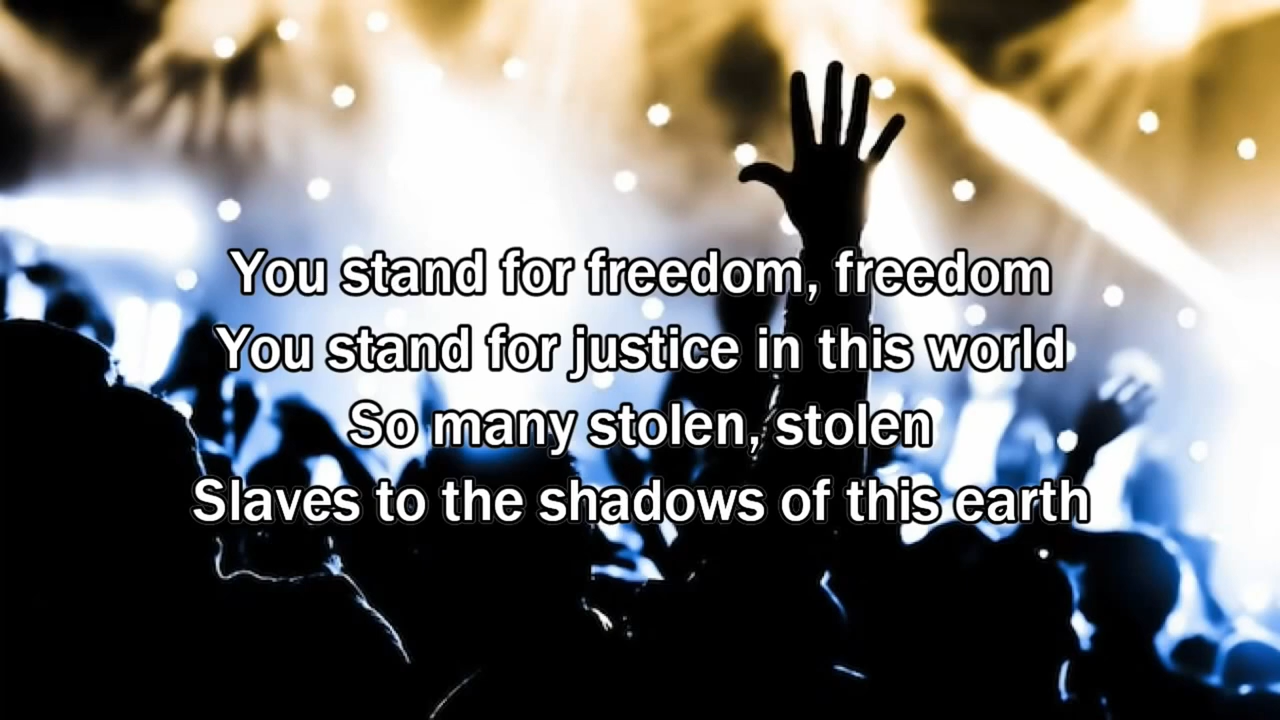 You stand for freedom, freedom
You stand for justice in this world
So many stolen, stolen
Slaves to the shadows of this earth